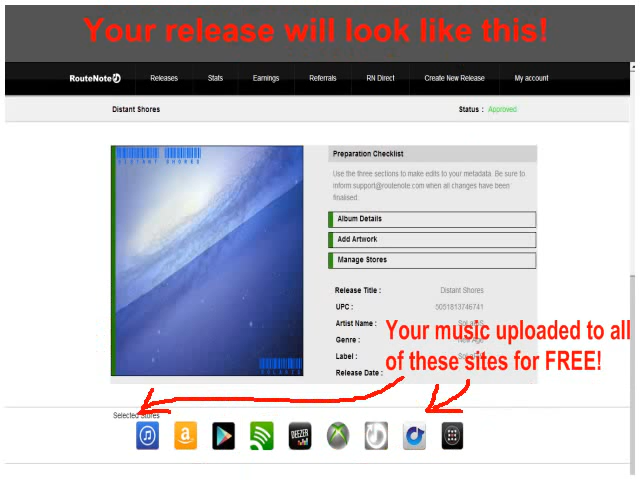 Your release will look like this!
RouteNote Releases Stats Earnings Referrals RN Direct Create New Release My account
Distant Shores Status : Approved
DISTANT SHORES
Preparation Checklist
Use the three sections to make edits to your metadata. Be sure to
inform support@routenote.com when all changes have been
finalised.
Album Details
Add Artwork
Manage Stores
Release Title : Distant Shores
UPC : 5051813746741
Artist Name :
Your music uploaded to all
Genre :
Label :
of these sites for FREE!
Release Date :
SOLARIS
Selected Stores
DEEZER